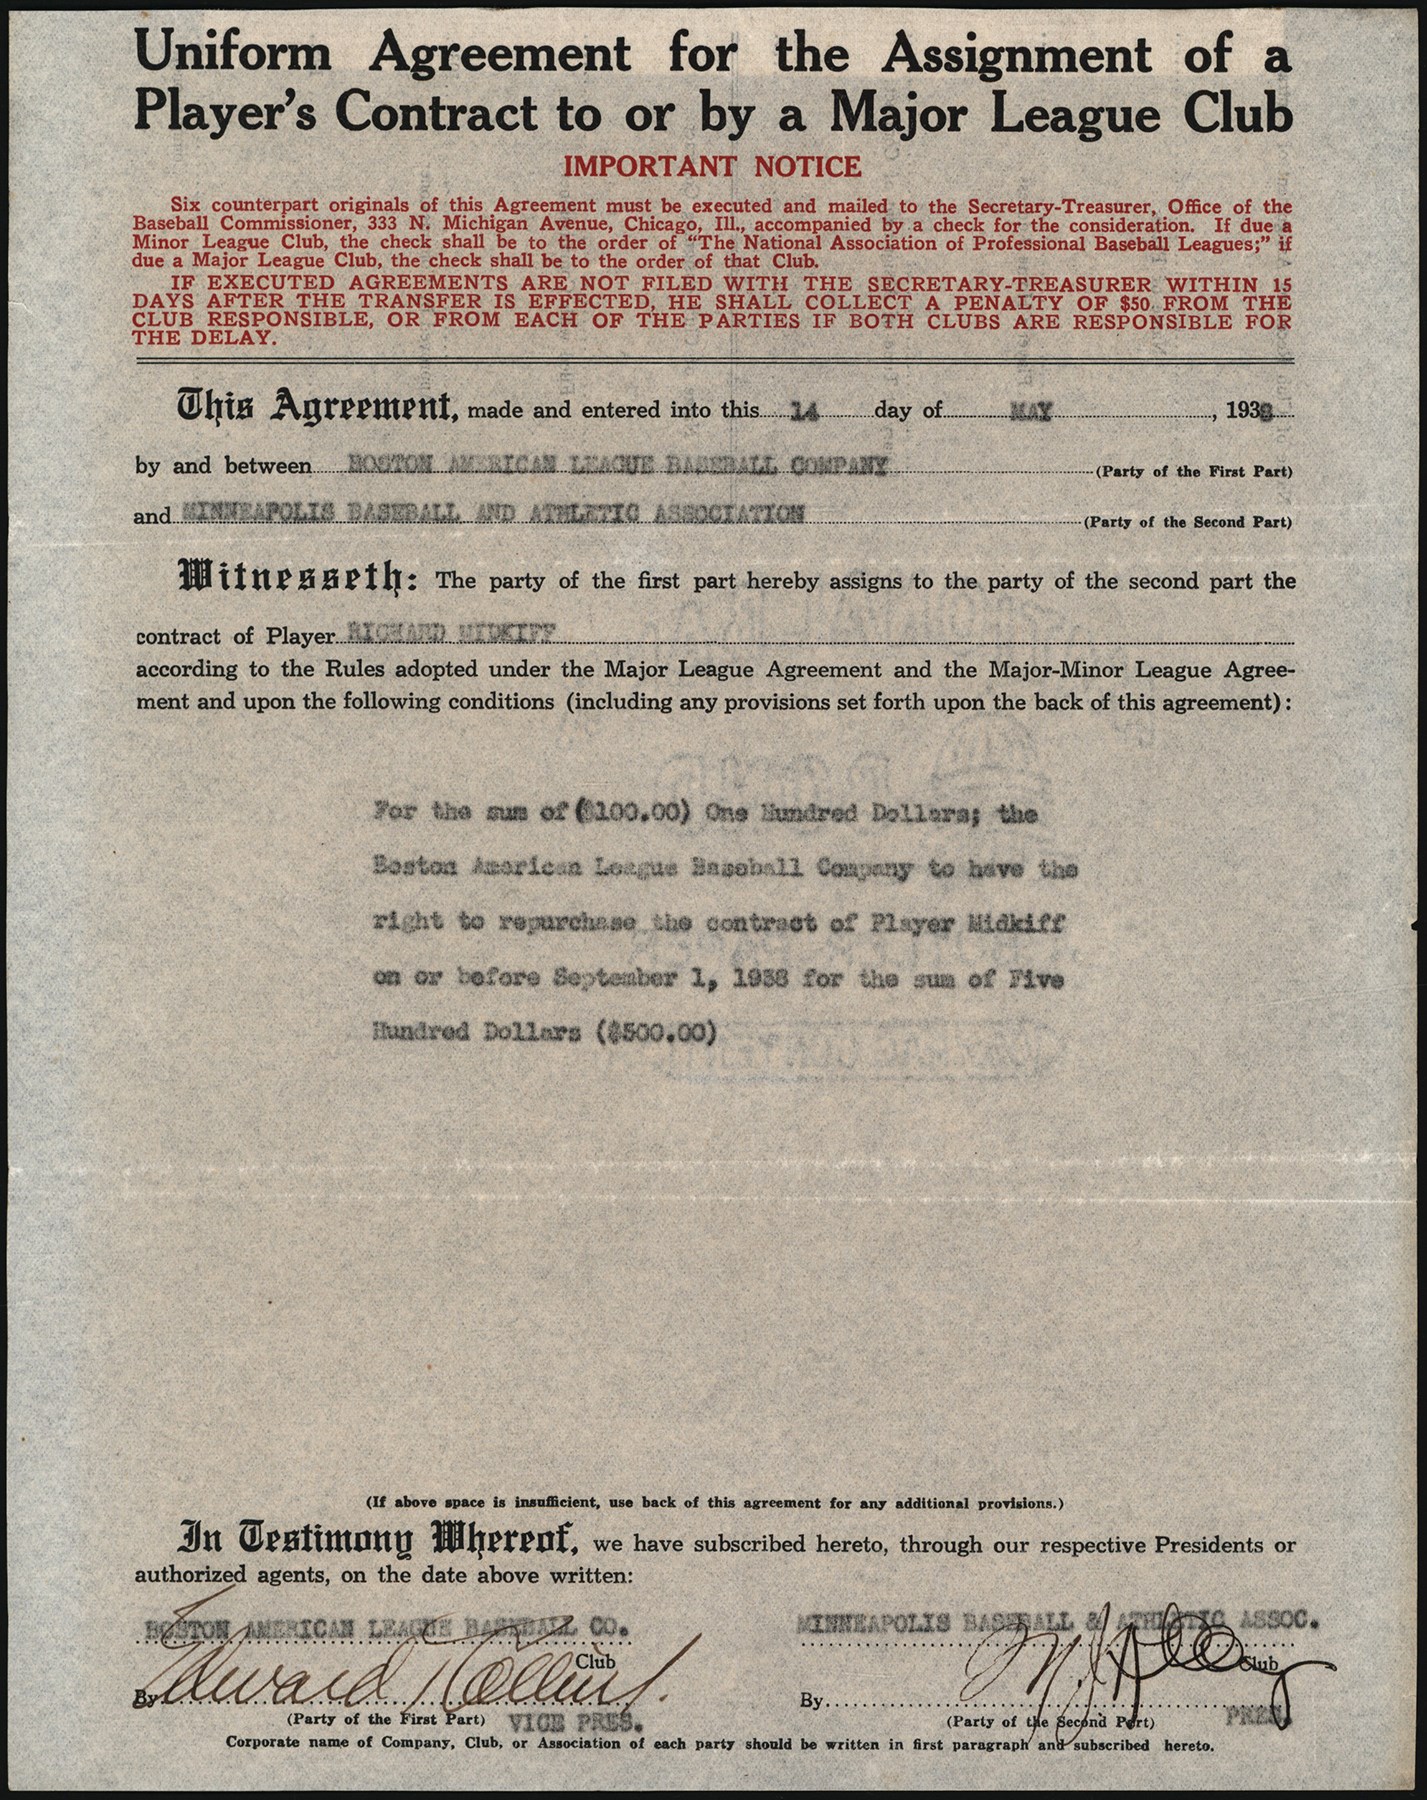 Uniform Agreement for the Assignment of a
Player's Contract to or by a Major League Club
IMPORTANT NOTICE
Six counterpart originals of this Agreement must be executed and mailed to the Secretary-Treasurer, Office of the
Baseball Commissioner, 333 N. Michigan Avenue, Chicago, Ill., accompanied by a check for the consideration. If due a
Minor League Club, the check shall be to the order of “The National Association of Professional Baseball Leagues;” if
due a Major League Club, the check shall be to the order of that Club.
IF EXECUTED AGREEMENTS ARE NOT FILED WITH THE SECRETARY-TREASURER WITHIN 15
DAYS AFTER THE TRANSFER IS EFFECTED, HE SHALL COLLECT A PENALTY OF $50 FROM THE
CLUB RESPONSIBLE, OR FROM EACH OF THE PARTIES IF BOTH CLUBS ARE RESPONSIBLE FOR
THE DELAY.
This Agreement, made and entered into this 14 day of MAY, 1938
by and between BOSTON AMERICAN LEAGUE BASEBALL COMPANY (Party of the First Part)
and MINNEAPOLIS BASEBALL AND ATHLETIC ASSOCIATION (Party of the Second Part)
Witnesseth: The party of the first part hereby assigns to the party of the second part the
contract of Player RICHARD MIDKIFF
according to the Rules adopted under the Major League Agreement and the Major-Minor League Agree-
ment and upon the following conditions (including any provisions set forth upon the back of this agreement):
For the sum of ($100.00) One Hundred Dollars; the
Boston American League Baseball Company to have the
right to repurchase the contract of Player Midkiff
on or before September 1, 1938 for the sum of Five
Hundred Dollars ($500.00)
(If above space is insufficient, use back of this agreement for any additional provisions.)
In Testimony Whereof, we have subscribed hereto, through our respective Presidents or
authorized agents, on the date above written:
BOSTON AMERICAN LEAGUE BASEBALL CO. MINNEAPOLIS BASEBALL & ATHLETIC ASSOC.
Club Club
By Edward T Collins. By
(Party of the First Part) VICE PRES. (Party of the Second Part) PRES.
Corporate name of Company, Club, or Association of each party should be written in first paragraph and subscribed hereto.